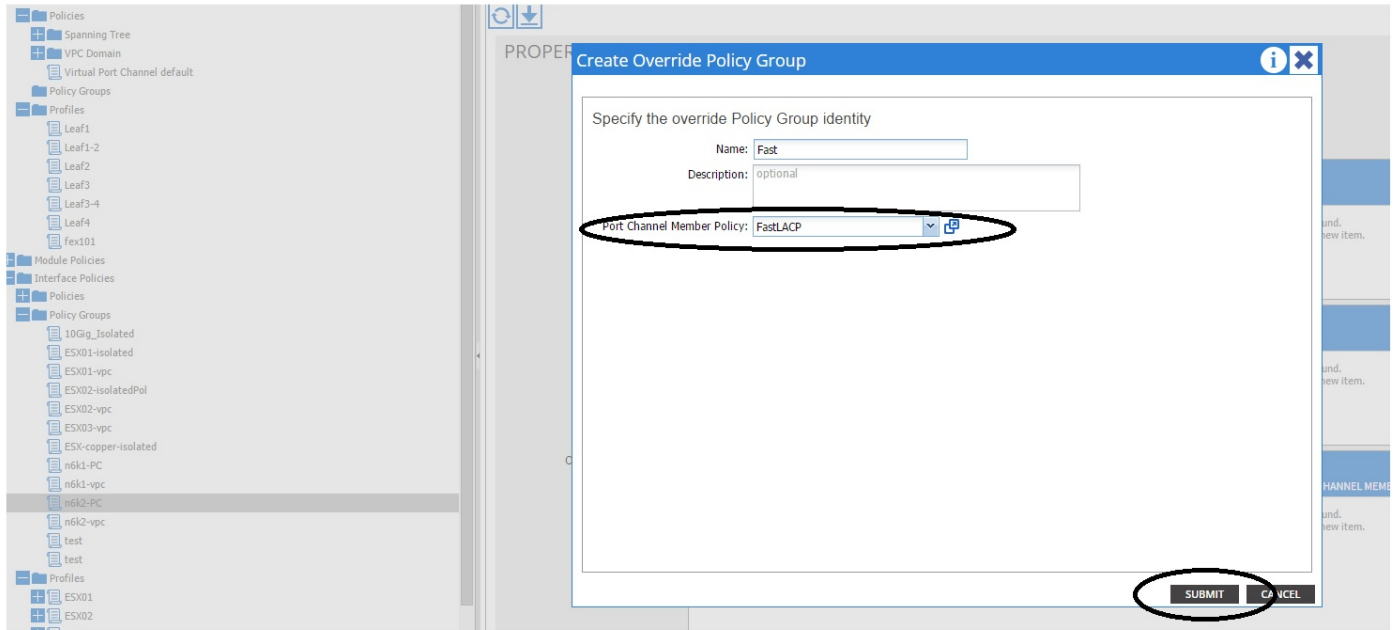 Policies
Spanning Tree
VPC Domain
Virtual Port Channel default
Policy Groups
Profiles
Leaf1
Leaf1-2
Leaf2
Leaf3
Leaf3-4
Leaf4
fex101
Module Policies
Interface Policies
Policies
Policy Groups
10Gig_Isolated
ESX01-isolated
ESX01-vpc
ESX02-isolatedPol
ESX02-vpc
ESX03-vpc
ESX-copper-isolated
n6k1-PC
n6k1-vpc
n6k2-PC
n6k2-vpc
test
test
Profiles
ESX01
ESX02
PROPER
Create Override Policy Group
i
Specify the override Policy Group identity
Name: Fast
Description: optional
Port Channel Member Policy: FastLACP
SUBMIT CANCEL
und.
new item.
und.
new item.
HANNEL MEME
und.
new item.